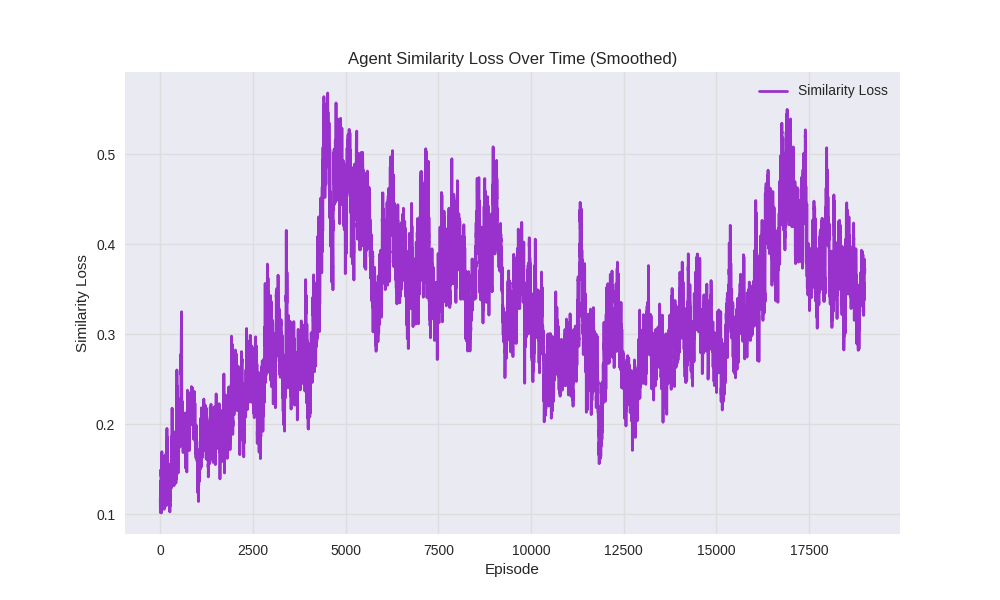 Agent Similarity Loss Over Time (Smoothed)
Similarity Loss
0.5
0.4
0.3
0.2
0.1
Similarity Loss
0 2500 5000 7500 10000 12500 15000 17500
Episode